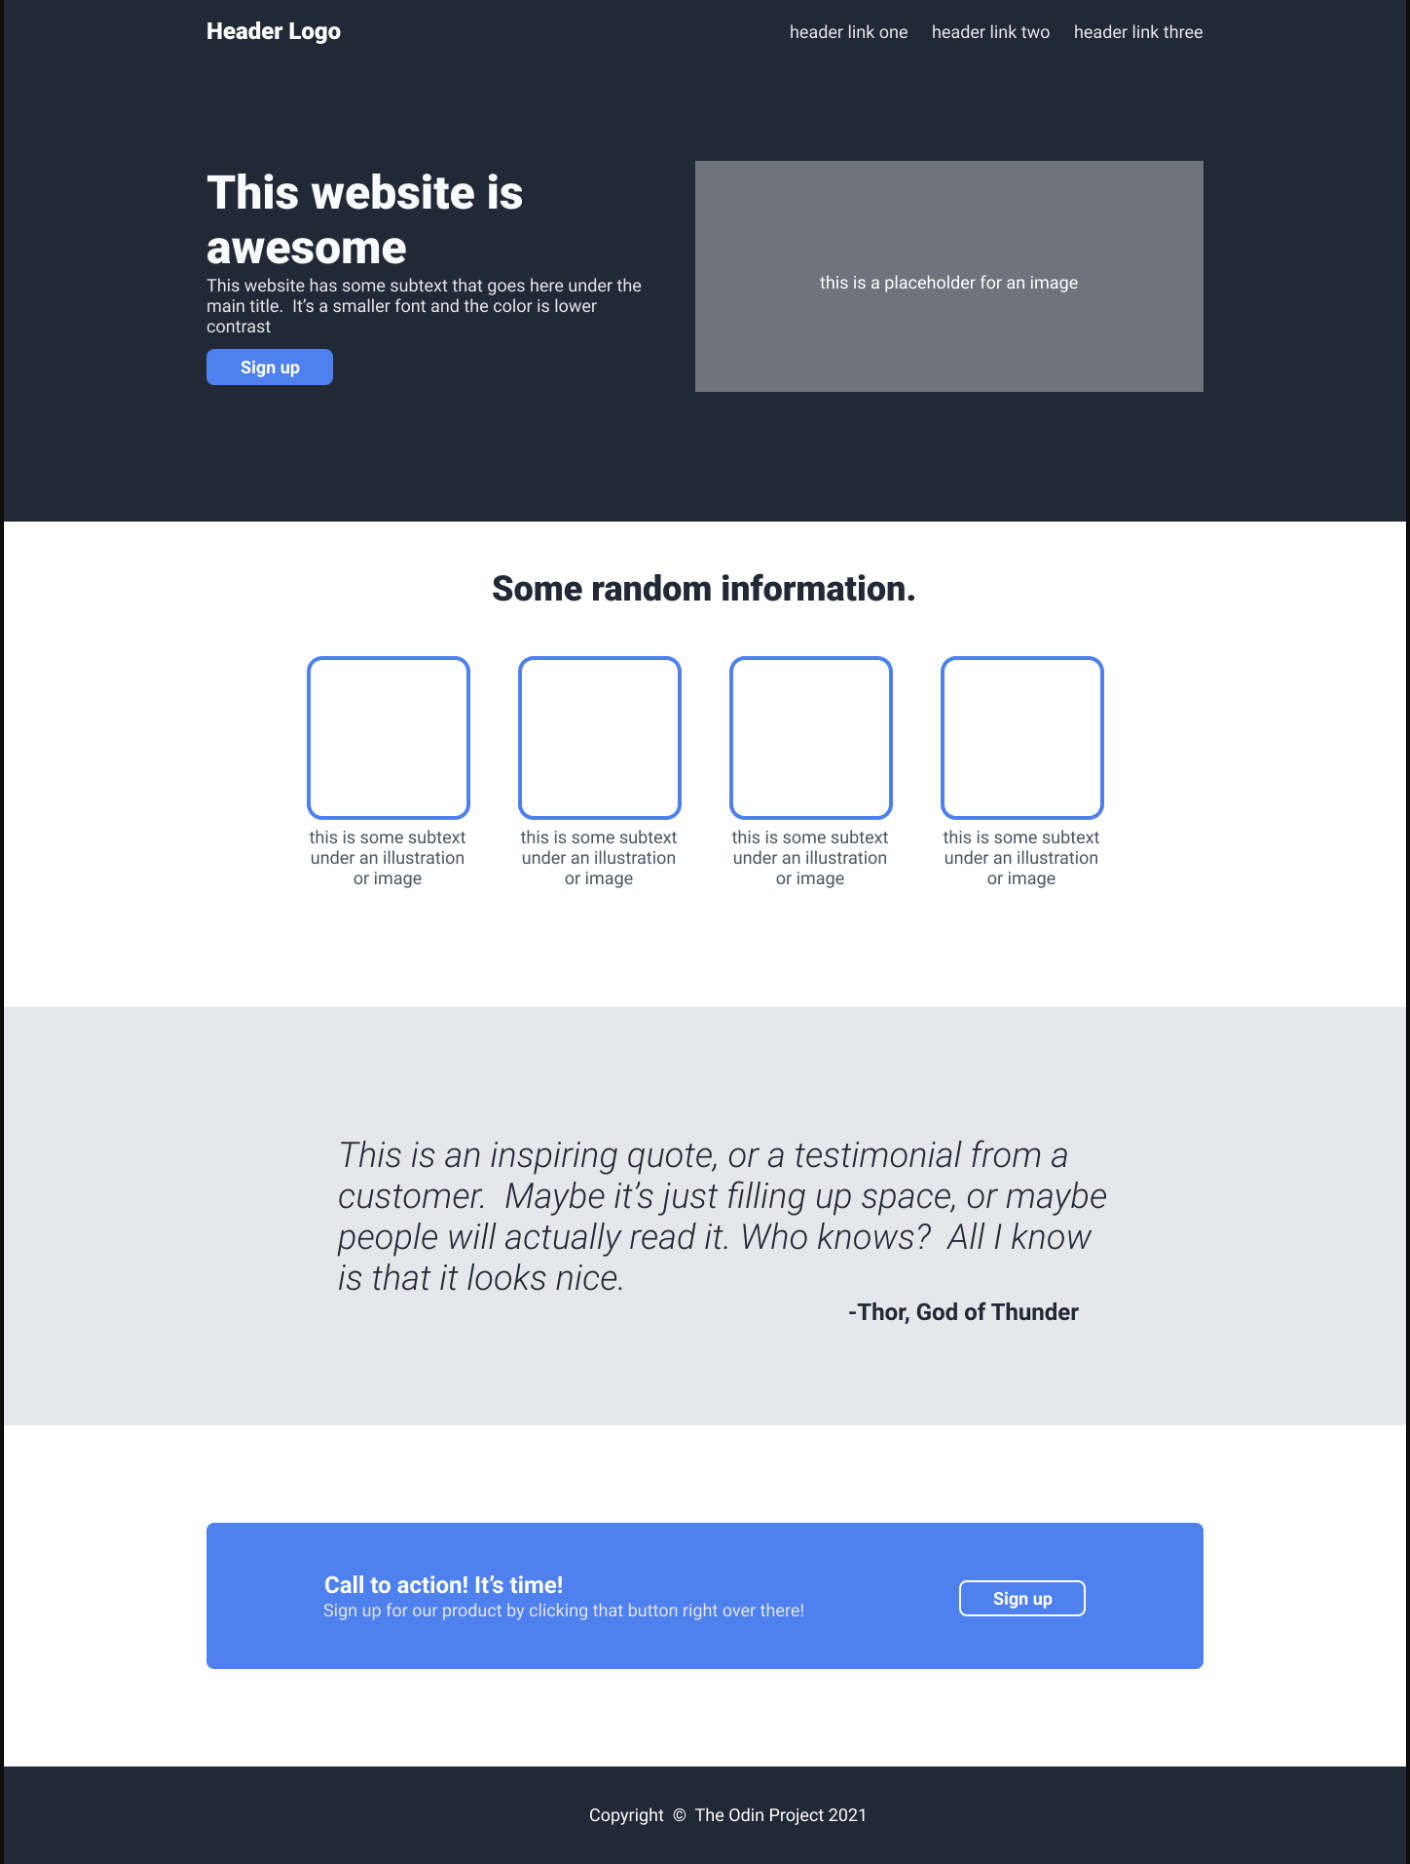 Header Logo
header link one
header link two
header link three
This website is
awesome
This website has some subtext that goes here under the
main title.  It’s a smaller font and the color is lower
contrast
Sign up
this is a placeholder for an image
Some random information.
this is some subtext
under an illustration
or image
this is some subtext
under an illustration
or image
this is some subtext
under an illustration
or image
this is some subtext
under an illustration
or image
This is an inspiring quote, or a testimonial from a
customer.  Maybe it’s just filling up space, or maybe
people will actually read it. Who knows?  All I know
is that it looks nice.
-Thor, God of Thunder
Call to action! It’s time!
Sign up for our product by clicking that button right over there!
Sign up
Copyright  ©  The Odin Project 2021